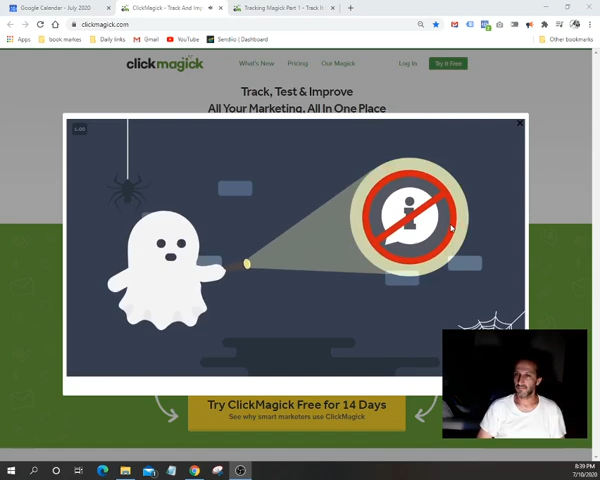 Google Calendar - July 2020
ClickMagick - Track And Imp
Tracking Magick Part 1 - Track It
clickmagick.com
Apps
book markes
Daily links
Gmail
YouTube
Sendiio | Dashboard
Other bookmarks
clickmagick
What's New
Pricing
Our Magick
Log In
Try It Free
Track, Test & Improve
All Your Marketing, All In One Place
i
Try ClickMagick Free for 14 Days
See why smart marketers use ClickMagick
8:39 PM
7/10/2020